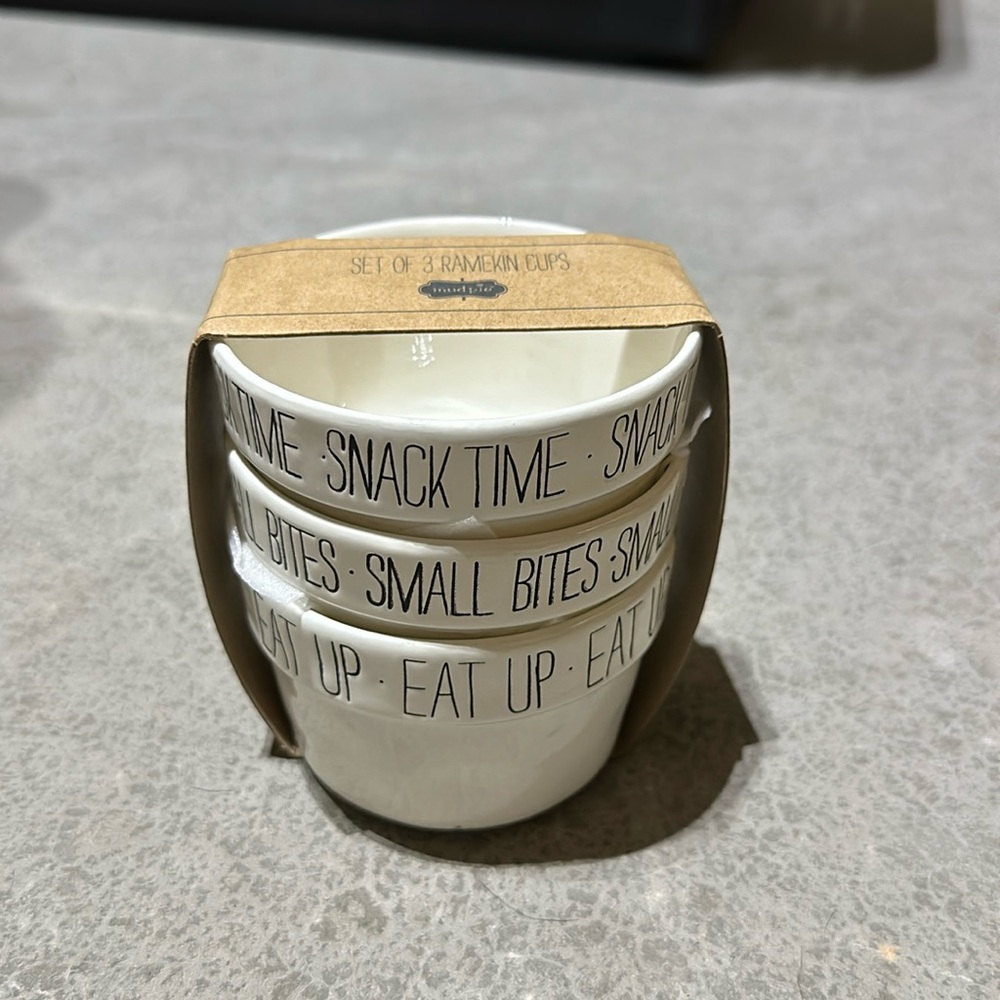 SET OF 3 RAMEKIN CUPS
mudpie
TIME · SNACK TIME · SNACK
BITES · SMALL BITES · SMALL
EAT UP · EAT UP · EAT U